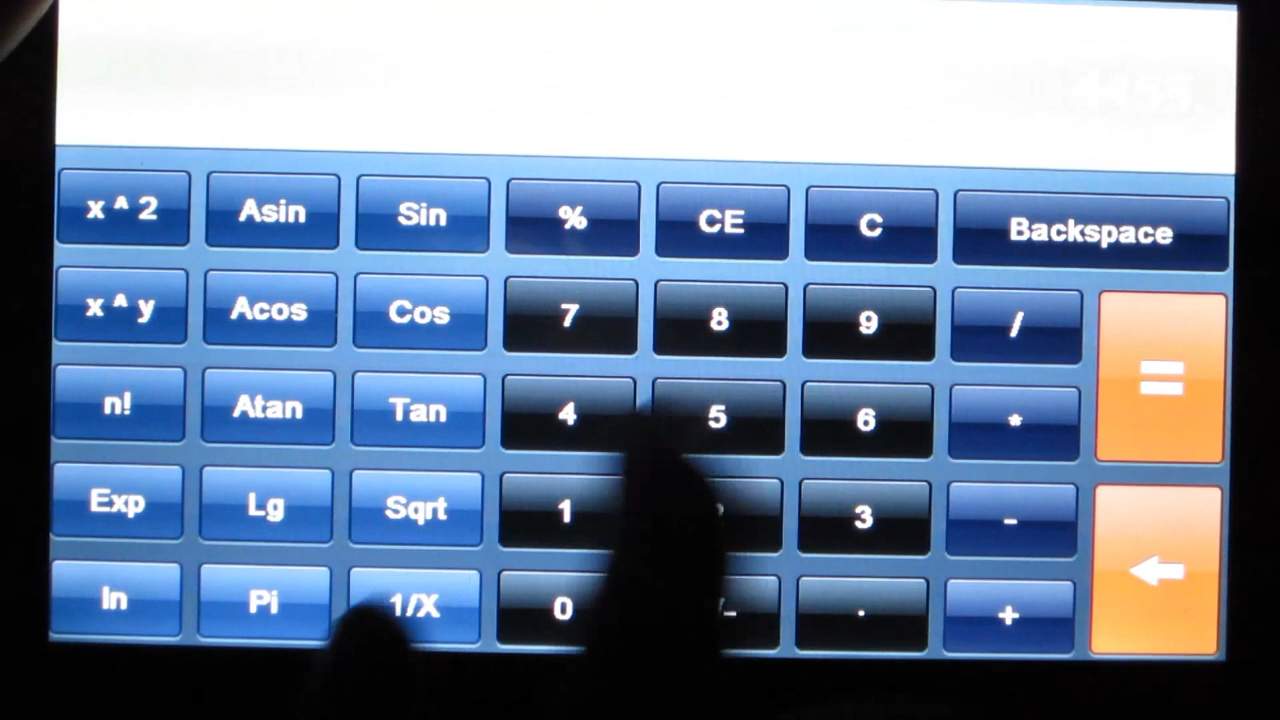 x ^ 2 Asin Sin % CE C Backspace
x ^ y Acos Cos 7 8 9 / =
n! Atan Tan 4 5 6 *
Exp Lg Sqrt 1 3 -
In Pi 1/X 0 . +